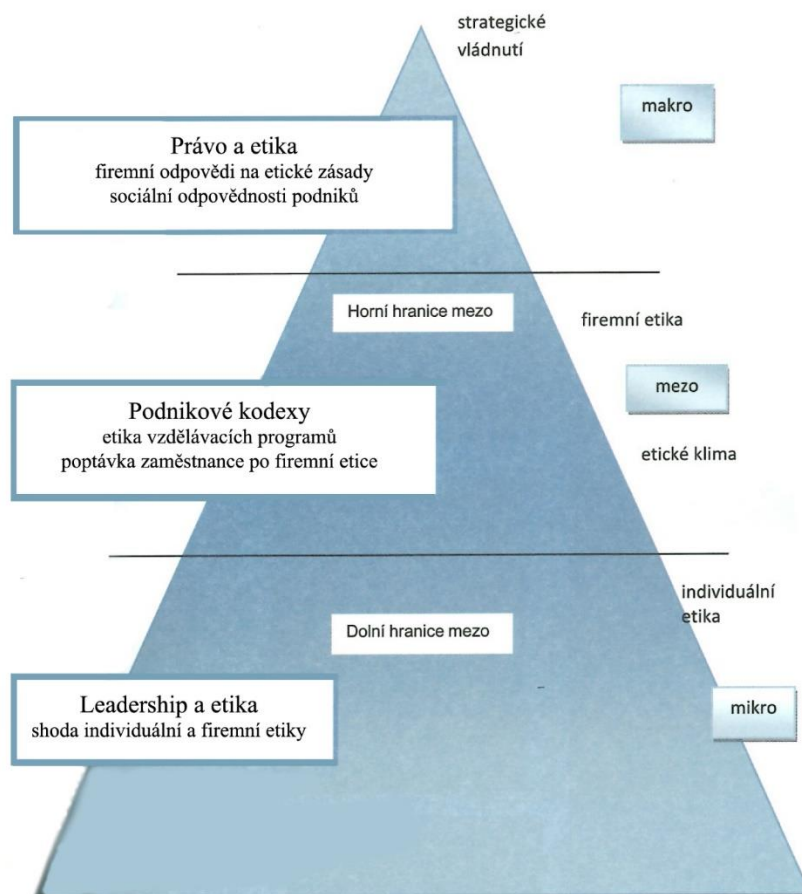 strategické
vládnutí
makro
Právo a etika
firemní odpovědi na etické zásady
sociální odpovědnosti podniků
Horní hranice mezo
firemní etika
mezo
Podnikové kodexy
etika vzdělávacích programů
poptávka zaměstnance po firemní etice
etické klima
individuální
etika
Dolní hranice mezo
Leadership a etika
shoda individuální a firemní etiky
mikro